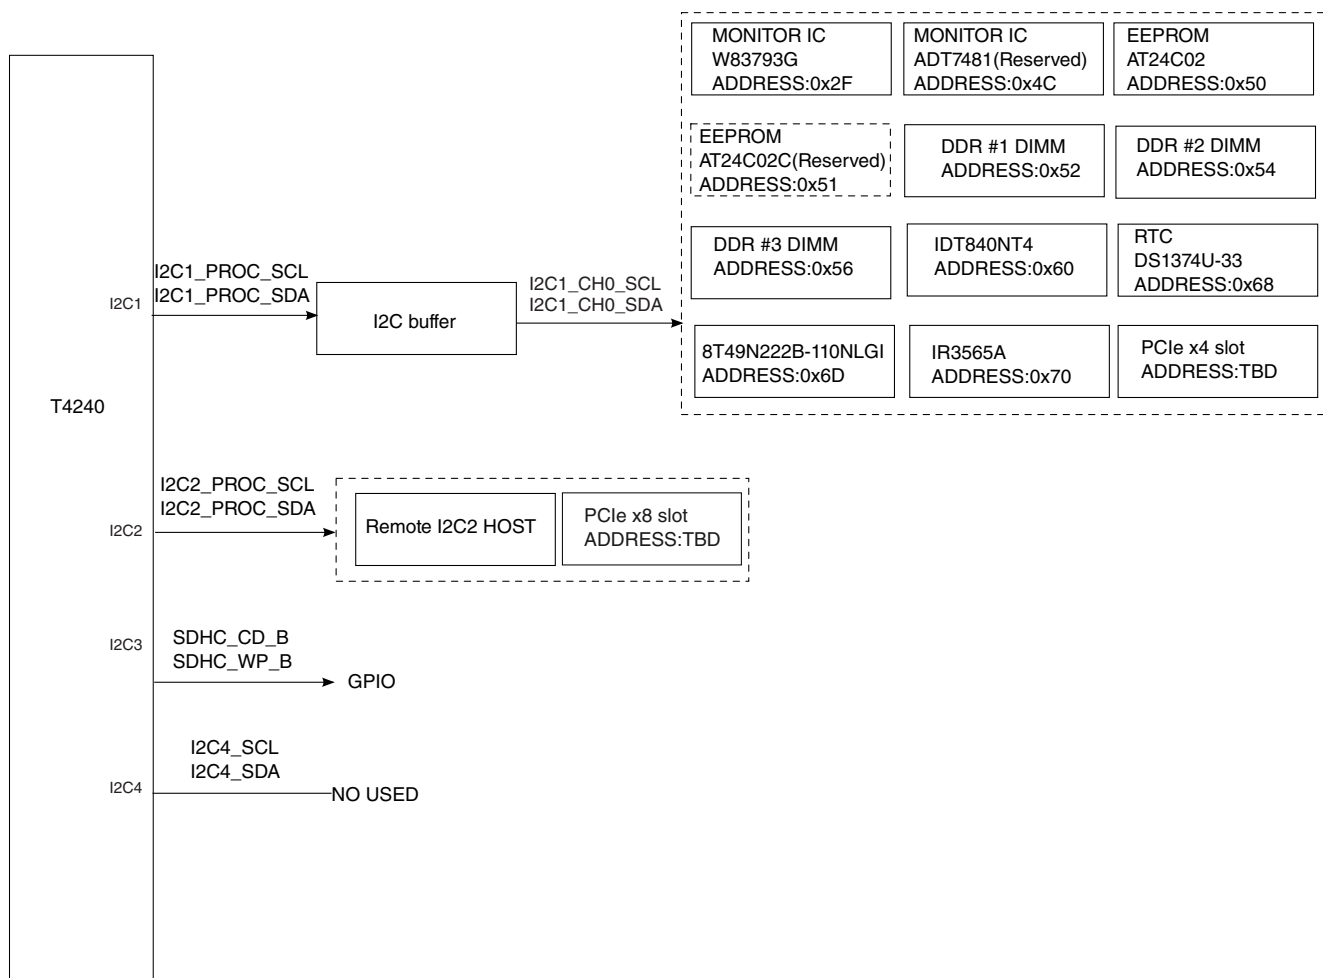 MONITOR IC
W83793G
ADDRESS:0x2F
MONITOR IC
ADT7481(Reserved)
ADDRESS:0x4C
EEPROM
AT24C02
ADDRESS:0x50
EEPROM
AT24C02C(Reserved)
ADDRESS:0x51
DDR #1 DIMM
ADDRESS:0x52
DDR #2 DIMM
ADDRESS:0x54
DDR #3 DIMM
ADDRESS:0x56
IDT840NT4
ADDRESS:0x60
RTC
DS1374U-33
ADDRESS:0x68
8T49N222B-110NLGI
ADDRESS:0x6D
IR3565A
ADDRESS:0x70
PCIe x4 slot
ADDRESS:TBD
I2C1_PROC_SCL
I2C1_PROC_SDA
I2C1
I2C buffer
I2C1_CH0_SCL
I2C1_CH0_SDA
T4240
I2C2_PROC_SCL
I2C2_PROC_SDA
I2C2
Remote I2C2 HOST
PCIe x8 slot
ADDRESS:TBD
I2C3
SDHC_CD_B
SDHC_WP_B
GPIO
I2C4_SCL
I2C4_SDA
I2C4
NO USED